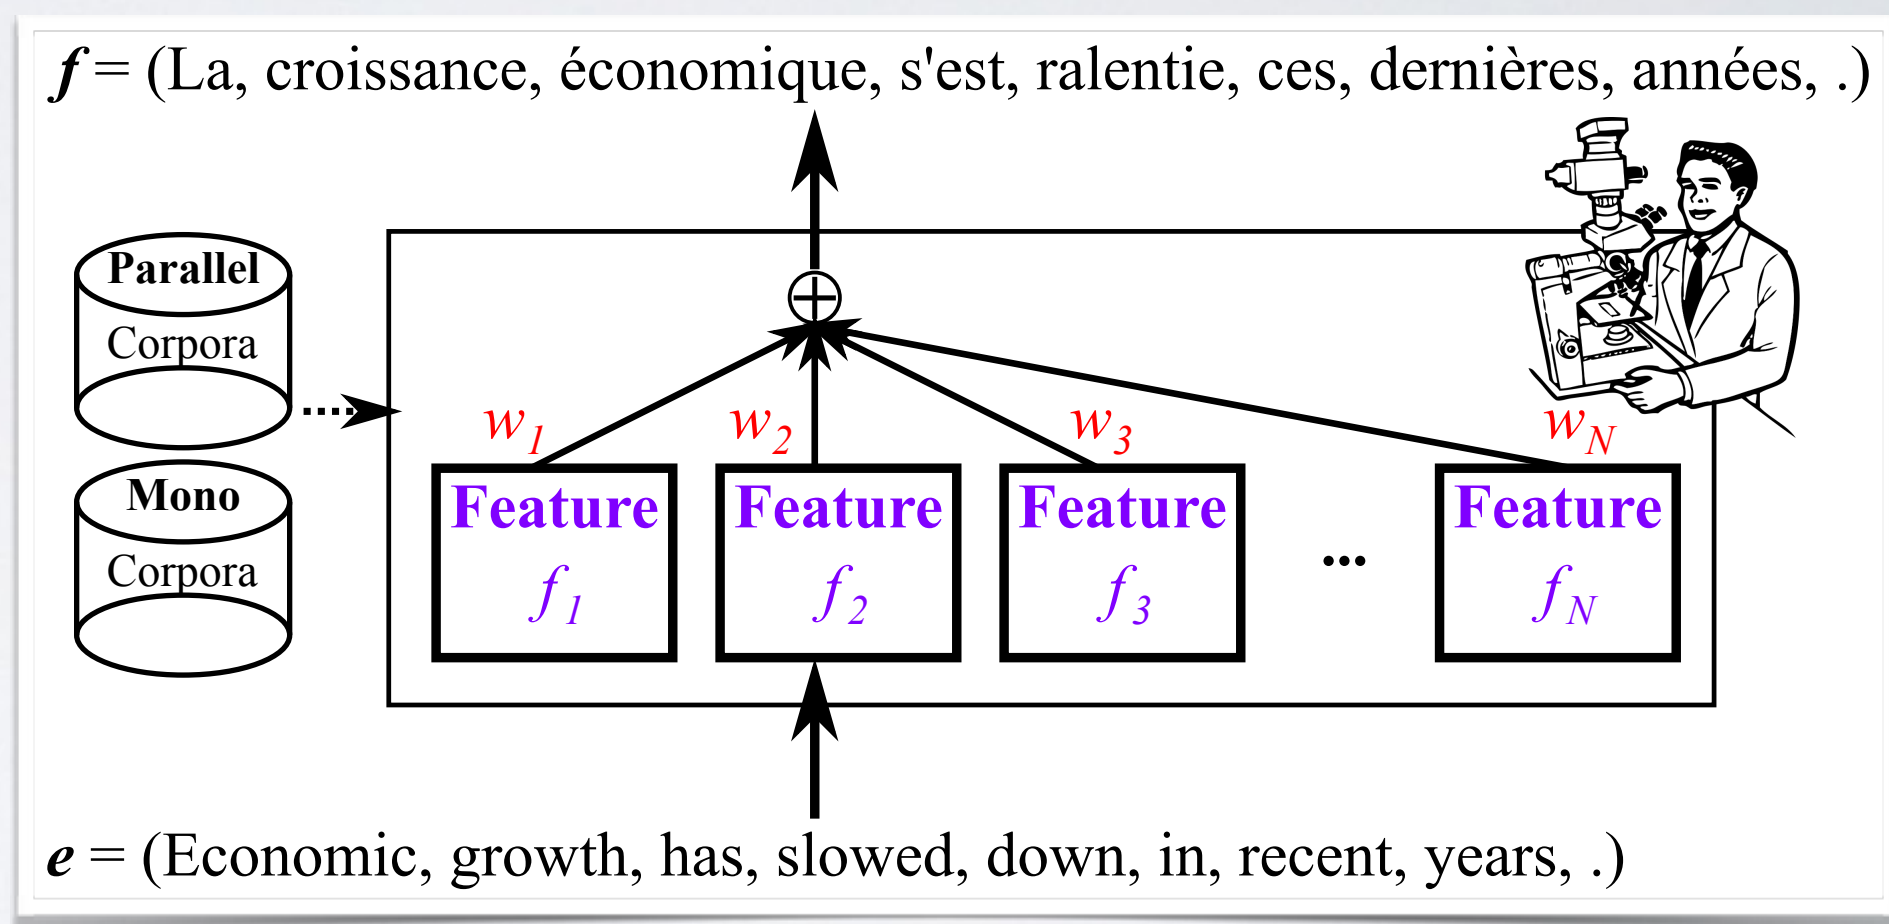 f = (La, croissance, économique, s'est, ralentie, ces, dernières, années, .)
Parallel
Corpora
Mono
Corpora
w1 w2 w3 wN
Feature Feature Feature Feature
f1 f2 f3 ... fN
e = (Economic, growth, has, slowed, down, in, recent, years, .)